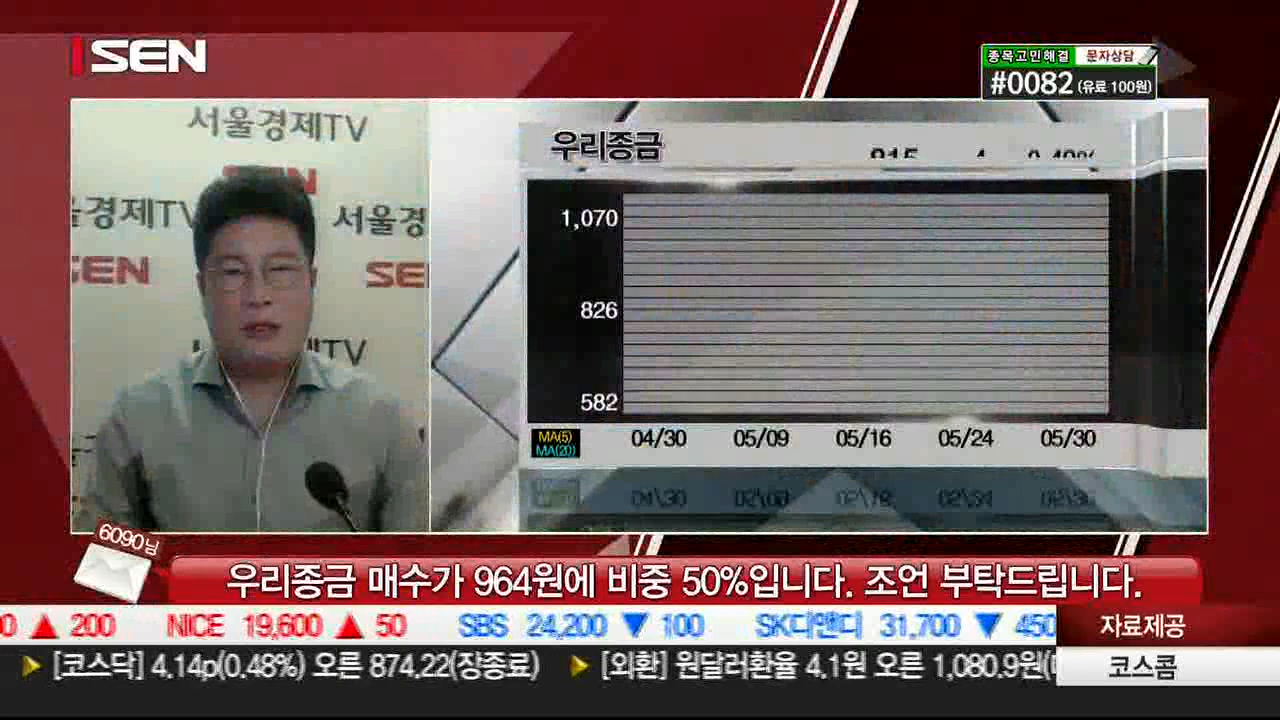 SEN
종목고민해결 문자상담
#0082 (유료 100원)
서울경제TV
울경제TV 서울경
SEN SEN
우리종금
1,070
826
582
MA(5)
MA(20)
04/30 05/09 05/16 05/24 05/30
6090님
우리종금 매수가 964원에 비중 50%입니다. 조언 부탁드립니다.
0 ▲ 200 NICE 19,600 ▲ 50 SBS 24,200 ▼ 100 SK디앤디 31,700 ▼ 450
자료제공
[코스닥] 4.14p(0.48%) 오른 874.22(장종료) [외환] 원달러환율 4.1원 오른 1,080.9원
코스콤